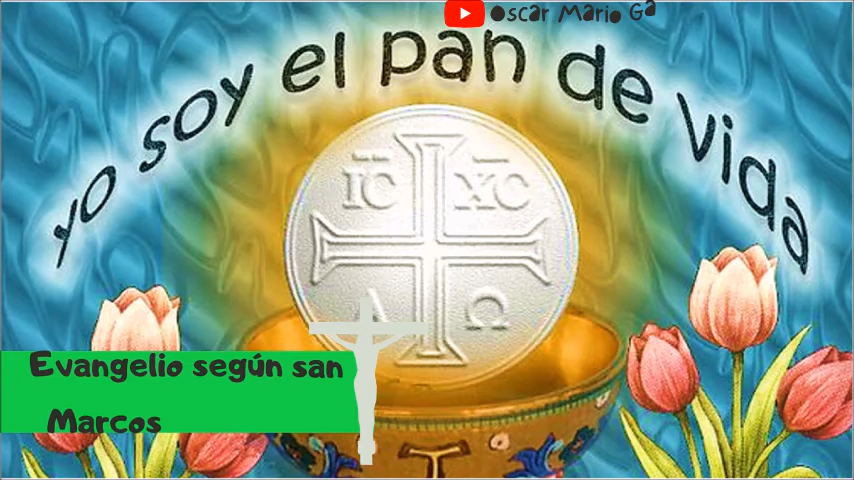 Oscar Mario Ga
yo soy el pan de vida
IC XC
Ω
Evangelio según san
Marcos
T